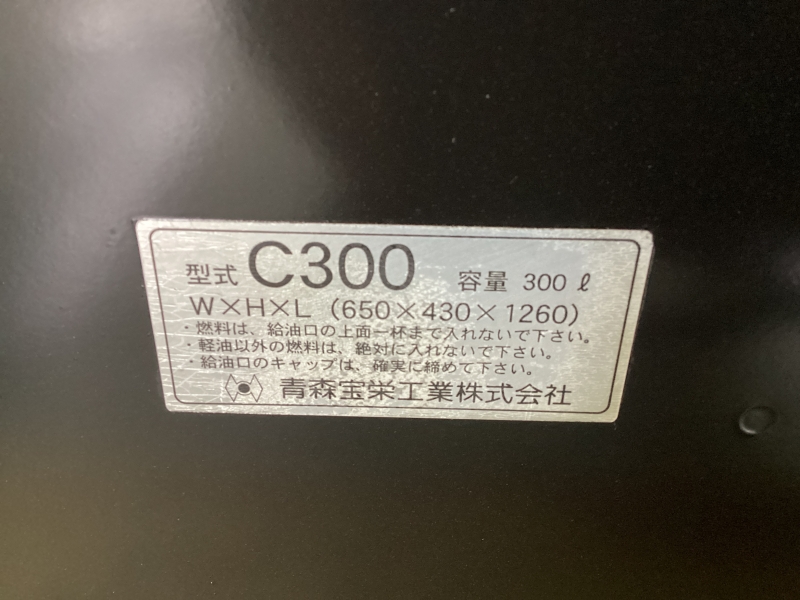 型式 C300 容量 300 ℓ
W×H×L (650×430×1260)
・燃料は、給油口の上面一杯まで入れないで下さい。
・軽油以外の燃料は、絶対に入れないで下さい。
・給油口のキャップは、確実に締めて下さい。
青森宝栄工業株式会社